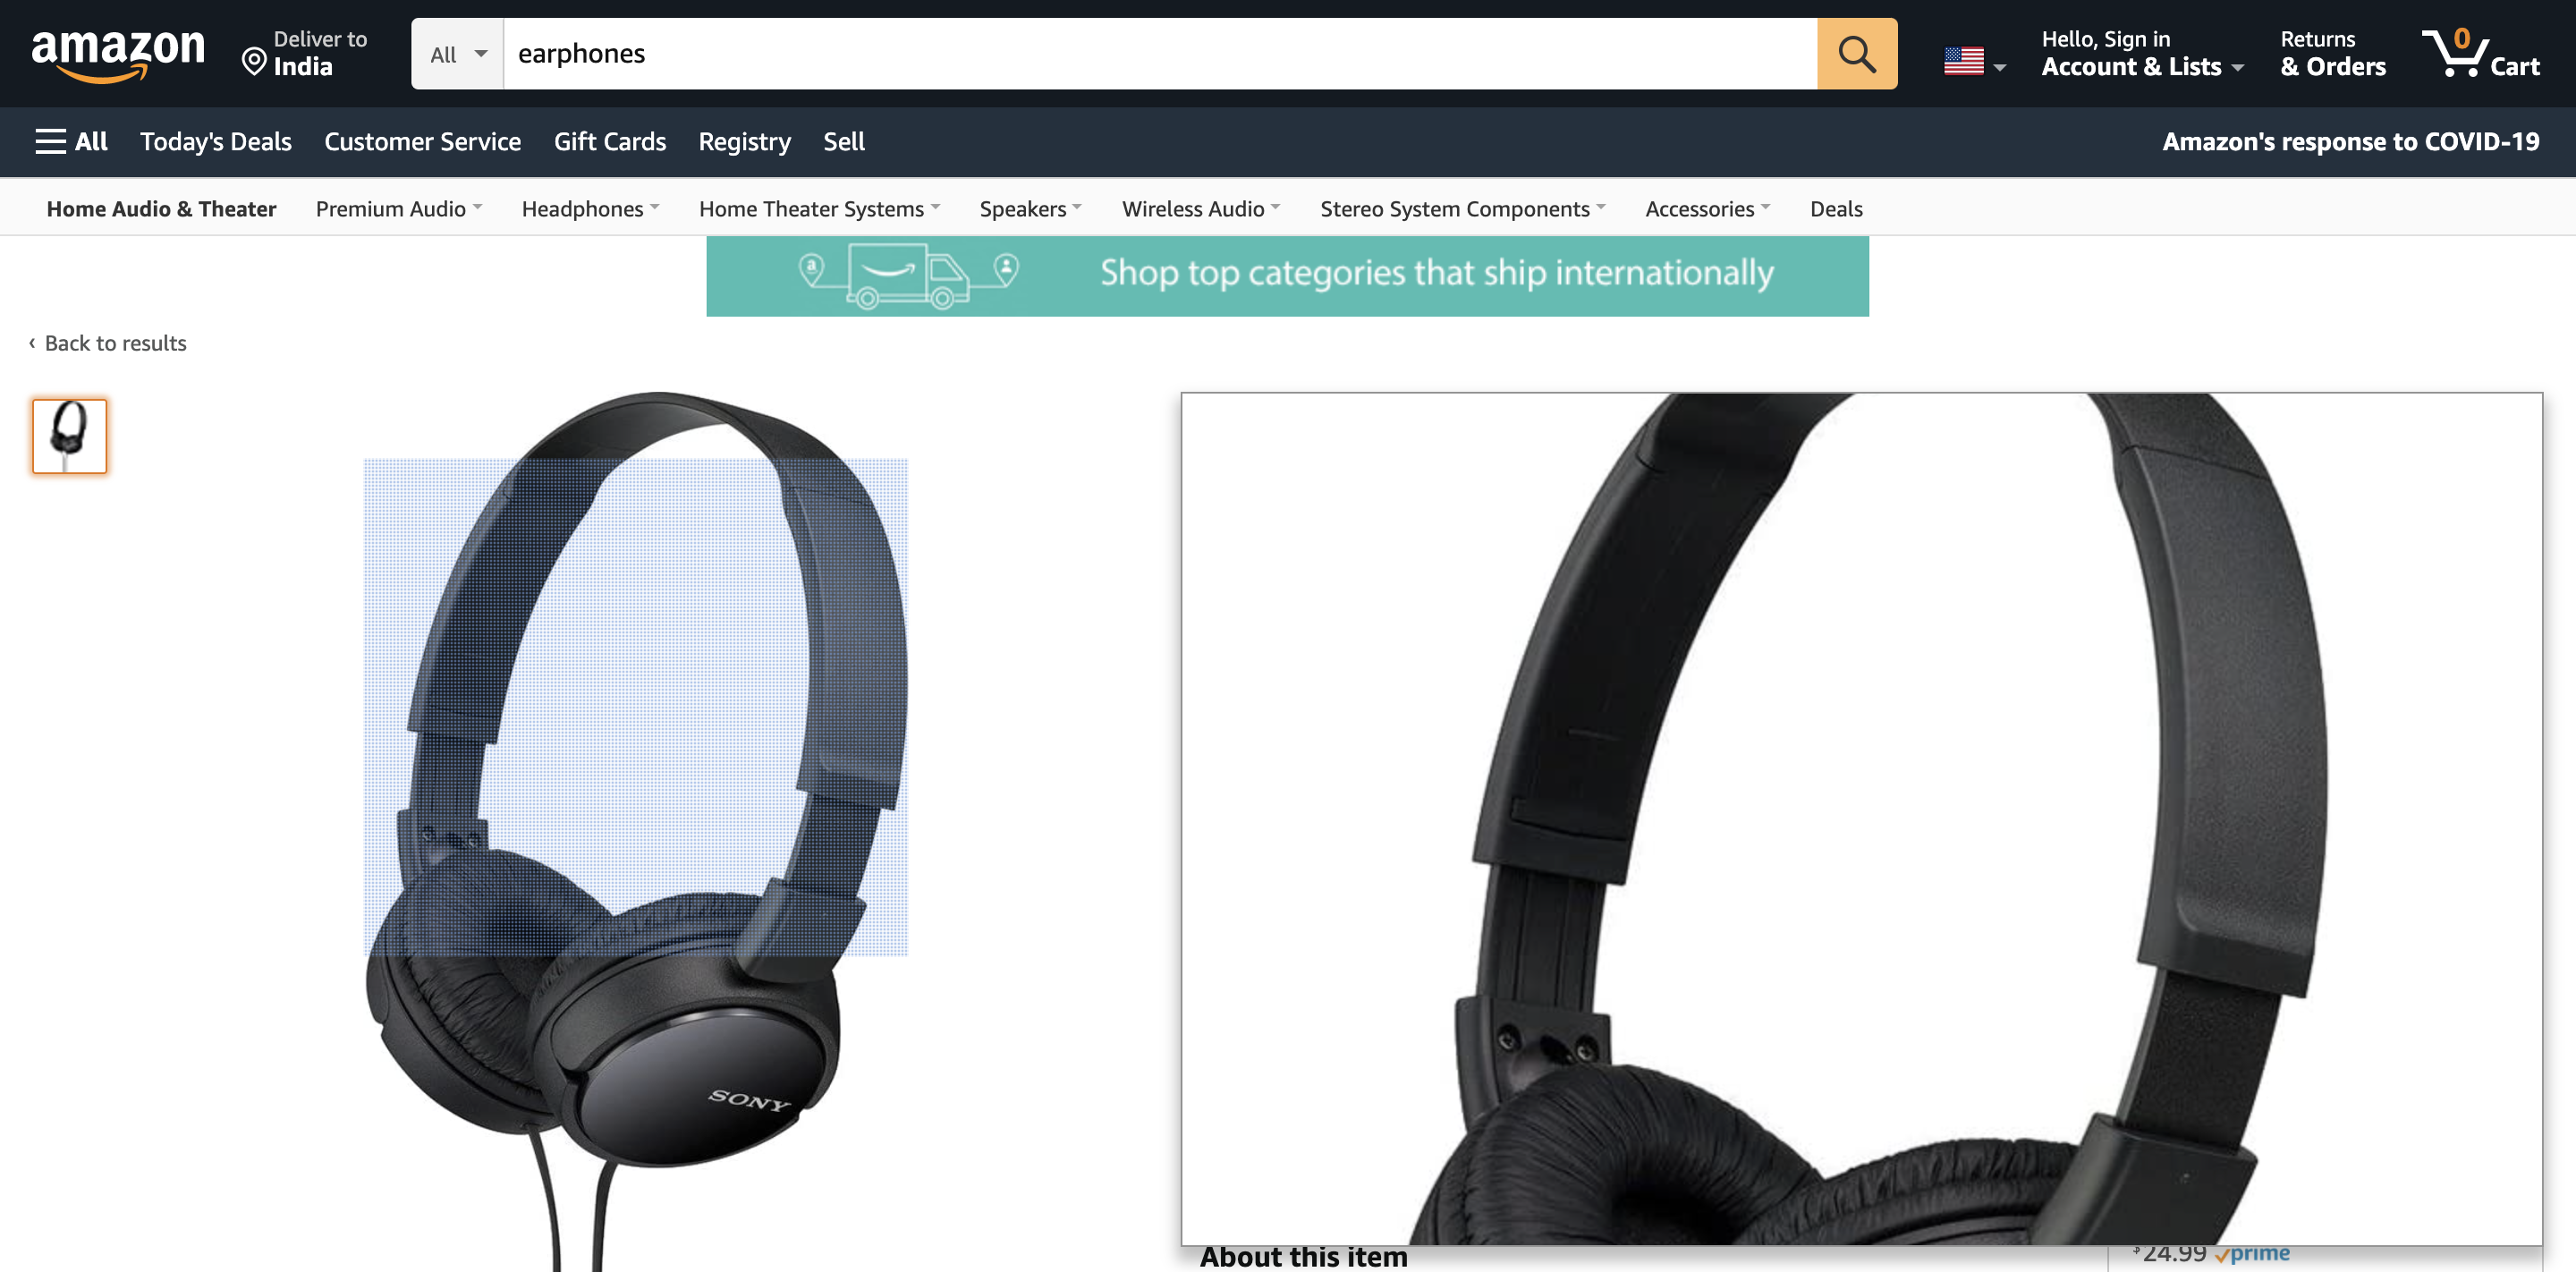 amazon
Deliver to
India
All
earphones
Hello, Sign in
Account & Lists
Returns
& Orders
0
Cart
All Today's Deals Customer Service Gift Cards Registry Sell
Amazon's response to COVID-19
Home Audio & Theater Premium Audio Headphones Home Theater Systems Speakers Wireless Audio Stereo System Components Accessories Deals
a
Shop top categories that ship internationally
‹ Back to results
SONY
About this item
$24.99 prime